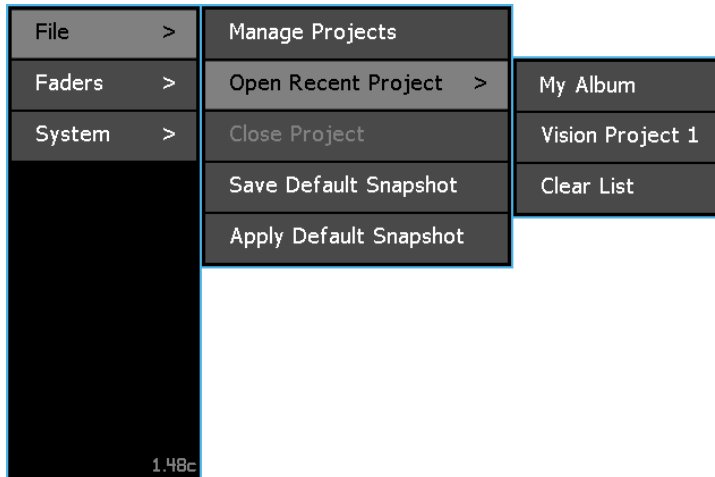 File >
Faders >
System >
Manage Projects
Open Recent Project >
Close Project
Save Default Snapshot
Apply Default Snapshot
My Album
Vision Project 1
Clear List
1.48c